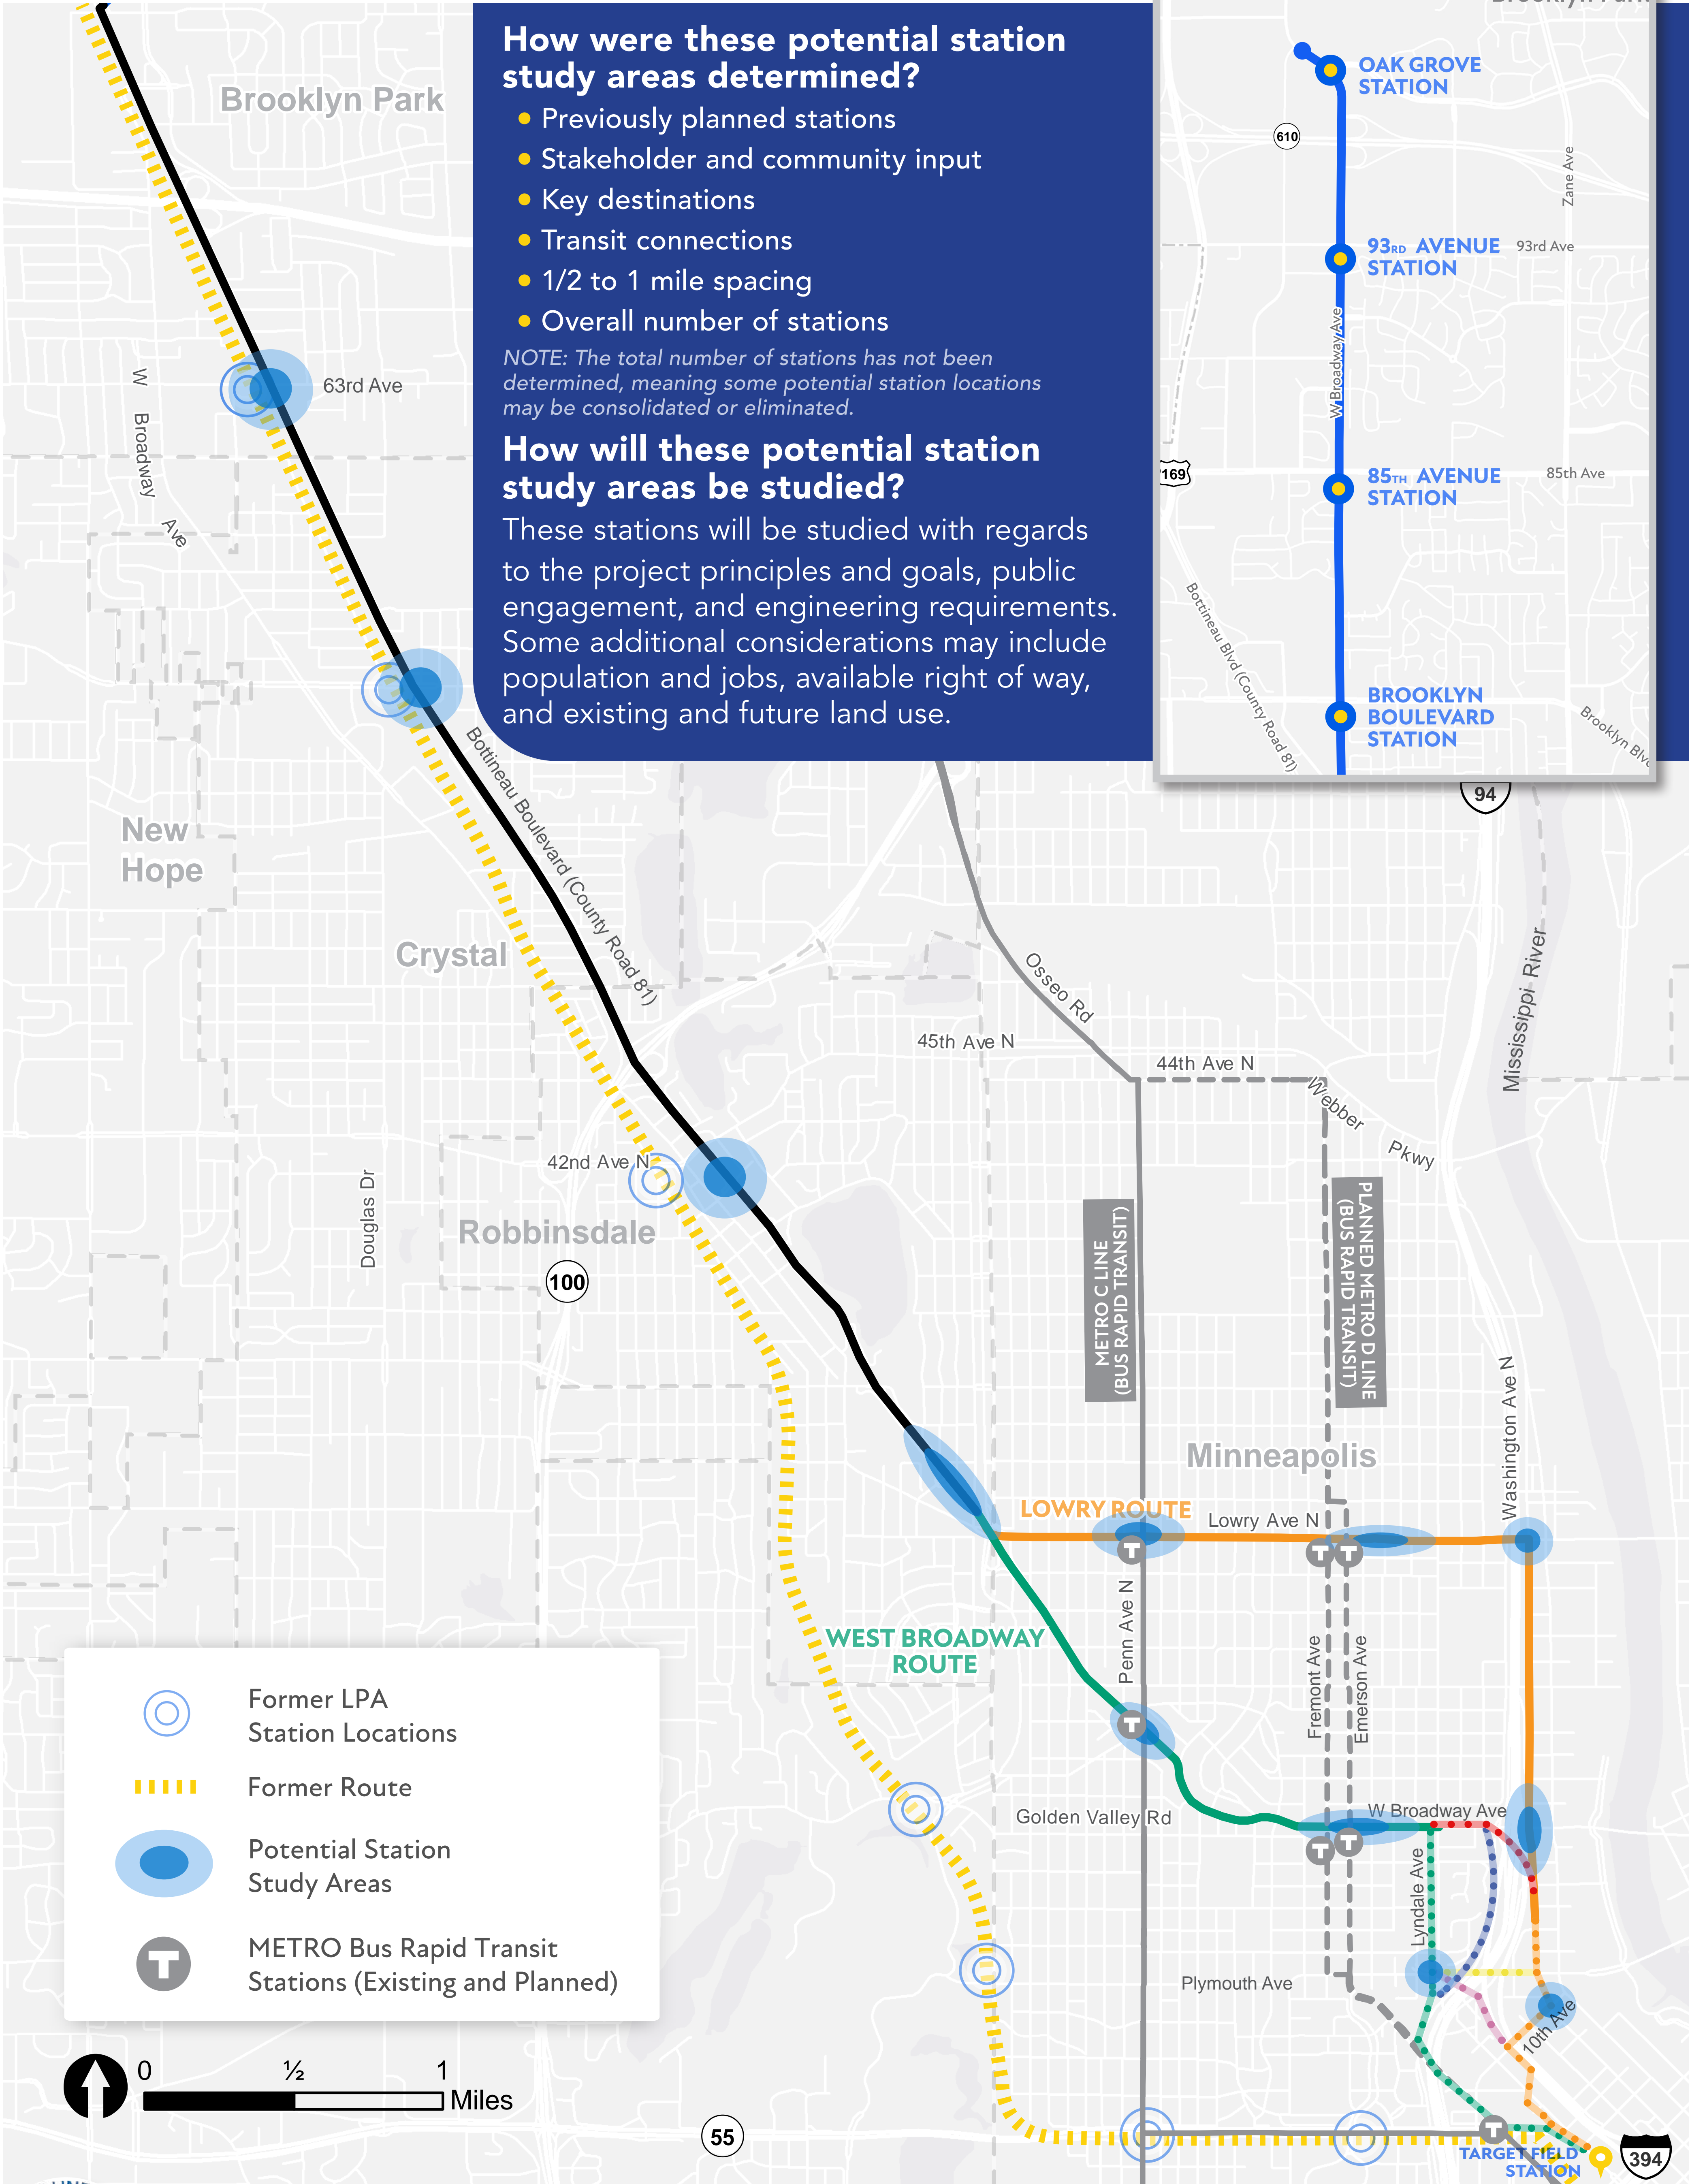 How were these potential station
study areas determined?
• Previously planned stations
• Stakeholder and community input
• Key destinations
• Transit connections
• 1/2 to 1 mile spacing
• Overall number of stations
NOTE: The total number of stations has not been
determined, meaning some potential station locations
may be consolidated or eliminated.
How will these potential station
study areas be studied?
These stations will be studied with regards
to the project principles and goals, public
engagement, and engineering requirements.
Some additional considerations may include
population and jobs, available right of way,
and existing and future land use.
OAK GROVE
STATION
610
Zane Ave
93RD AVENUE
STATION
93rd Ave
W Broadway Ave
169
85TH AVENUE
STATION
85th Ave
Bottineau Blvd (County Road 81)
BROOKLYN
BOULEVARD
STATION
Brooklyn Blvd
Brooklyn Park
63rd Ave
W Broadway Ave
94
New
Hope
Bottineau Boulevard (County Road 81)
Crystal
Osseo Rd
Mississippi River
45th Ave N
44th Ave N
Webber Pkwy
42nd Ave N
Douglas Dr
Robbinsdale
100
METRO C LINE
(BUS RAPID TRANSIT)
PLANNED METRO D LINE
(BUS RAPID TRANSIT)
Washington Ave N
Minneapolis
LOWRY ROUTE
Lowry Ave N
T
T
T
Penn Ave N
WEST BROADWAY
ROUTE
Fremont Ave
Emerson Ave
T
Golden Valley Rd
W Broadway Ave
T
T
Lyndale Ave
Plymouth Ave
10th Ave
Former LPA
Station Locations
Former Route
Potential Station
Study Areas
T
METRO Bus Rapid Transit
Stations (Existing and Planned)
0 ½ 1
Miles
55
T
TARGET FIELD
STATION
394